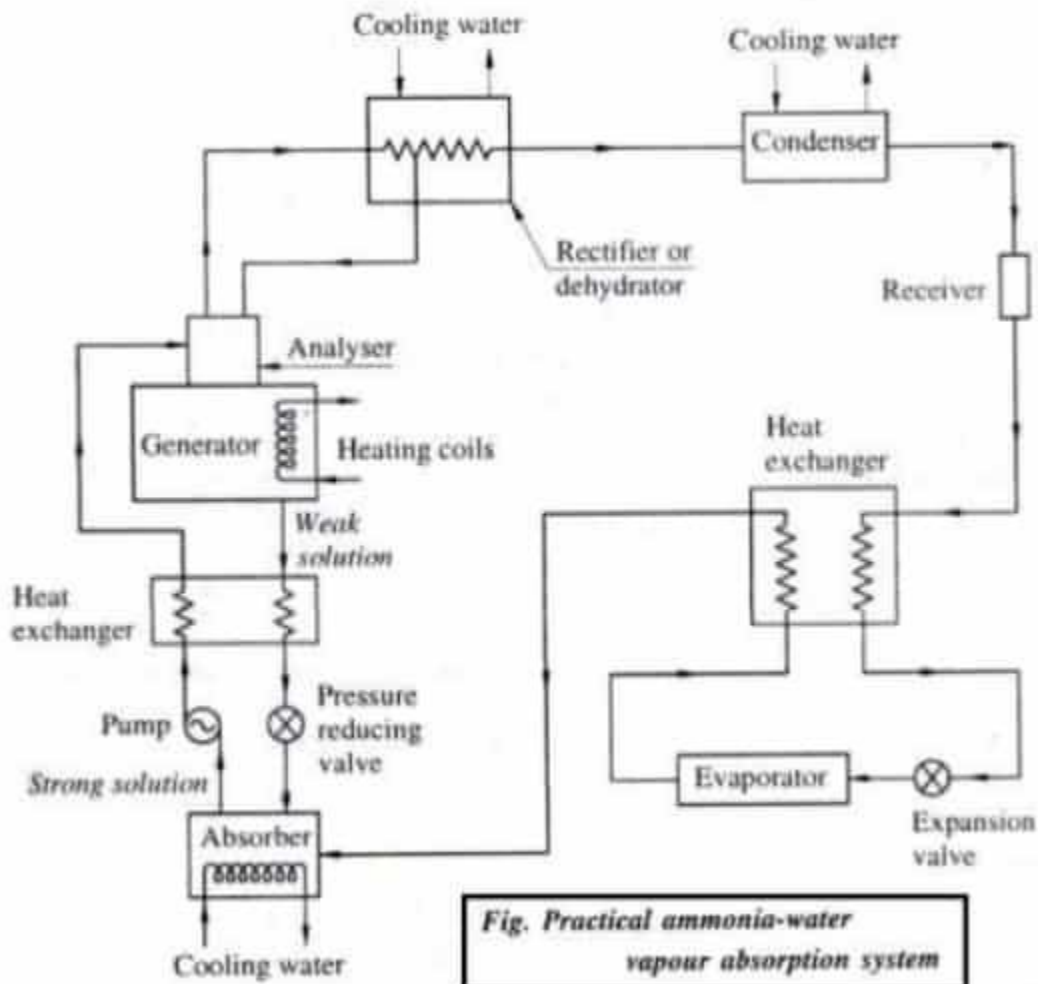 Cooling water
Cooling water
Condenser
Rectifier or
dehydrator
Receiver
Analyser
Generator
Heating coils
Heat
exchanger
Weak
solution
Heat
exchanger
Pump
Pressure
reducing
valve
Strong solution
Evaporator
Absorber
Expansion
valve
Cooling water
Fig. Practical ammonia-water
vapour absorption system